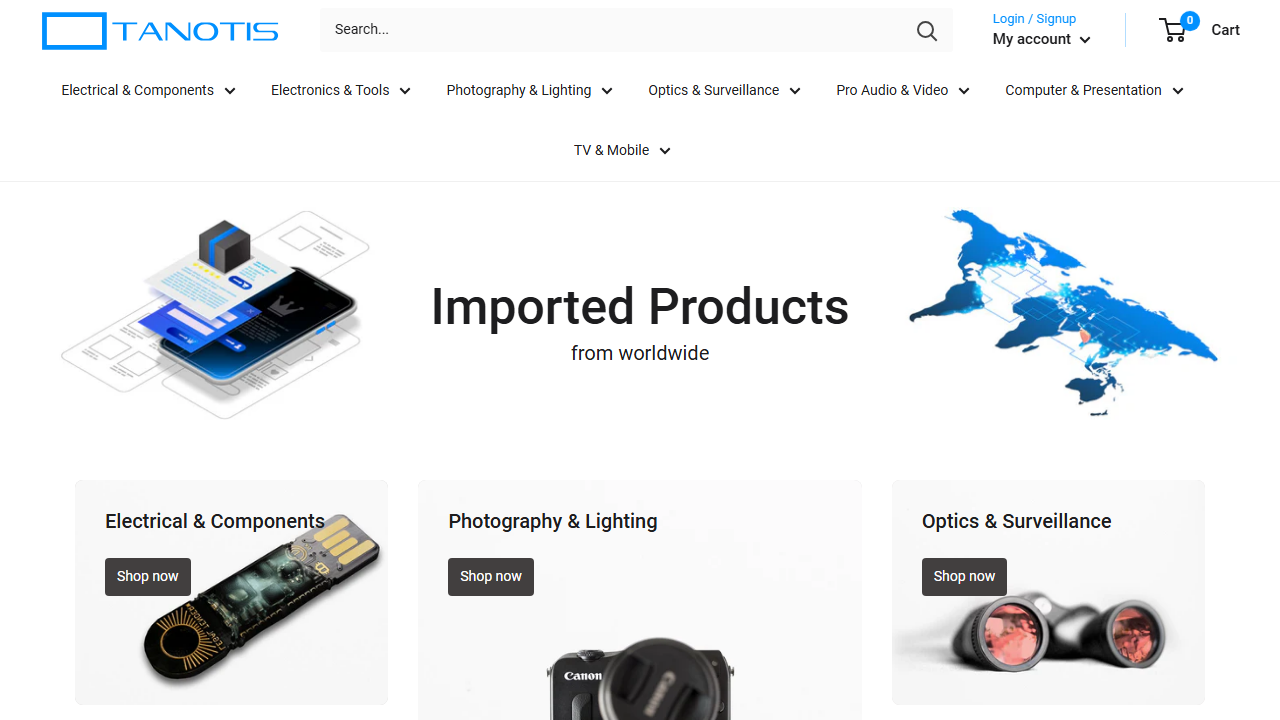 TANOTIS
Search...
Login / Signup
My account
0
Cart
Electrical & Components
Electronics & Tools
Photography & Lighting
Optics & Surveillance
Pro Audio & Video
Computer & Presentation
TV & Mobile
Imported Products
from worldwide
Electrical & Components
Shop now
Photography & Lighting
Shop now
Optics & Surveillance
Shop now
Canon
Canon